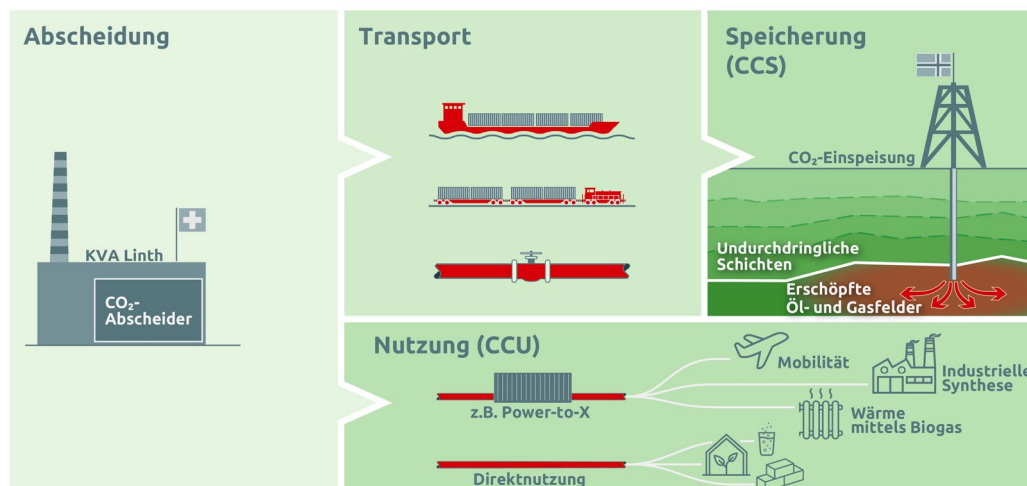 Abscheidung
KVA Linth
CO₂-
Abscheider
Transport
Speicherung
(CCS)
CO₂-Einspeisung
Undurchdringliche
Schichten
Erschöpfte
Öl- und Gasfelder
Nutzung (CCU)
z.B. Power-to-X
Mobilität
Industrielle
Synthese
Wärme
mittels Biogas
Direktnutzung